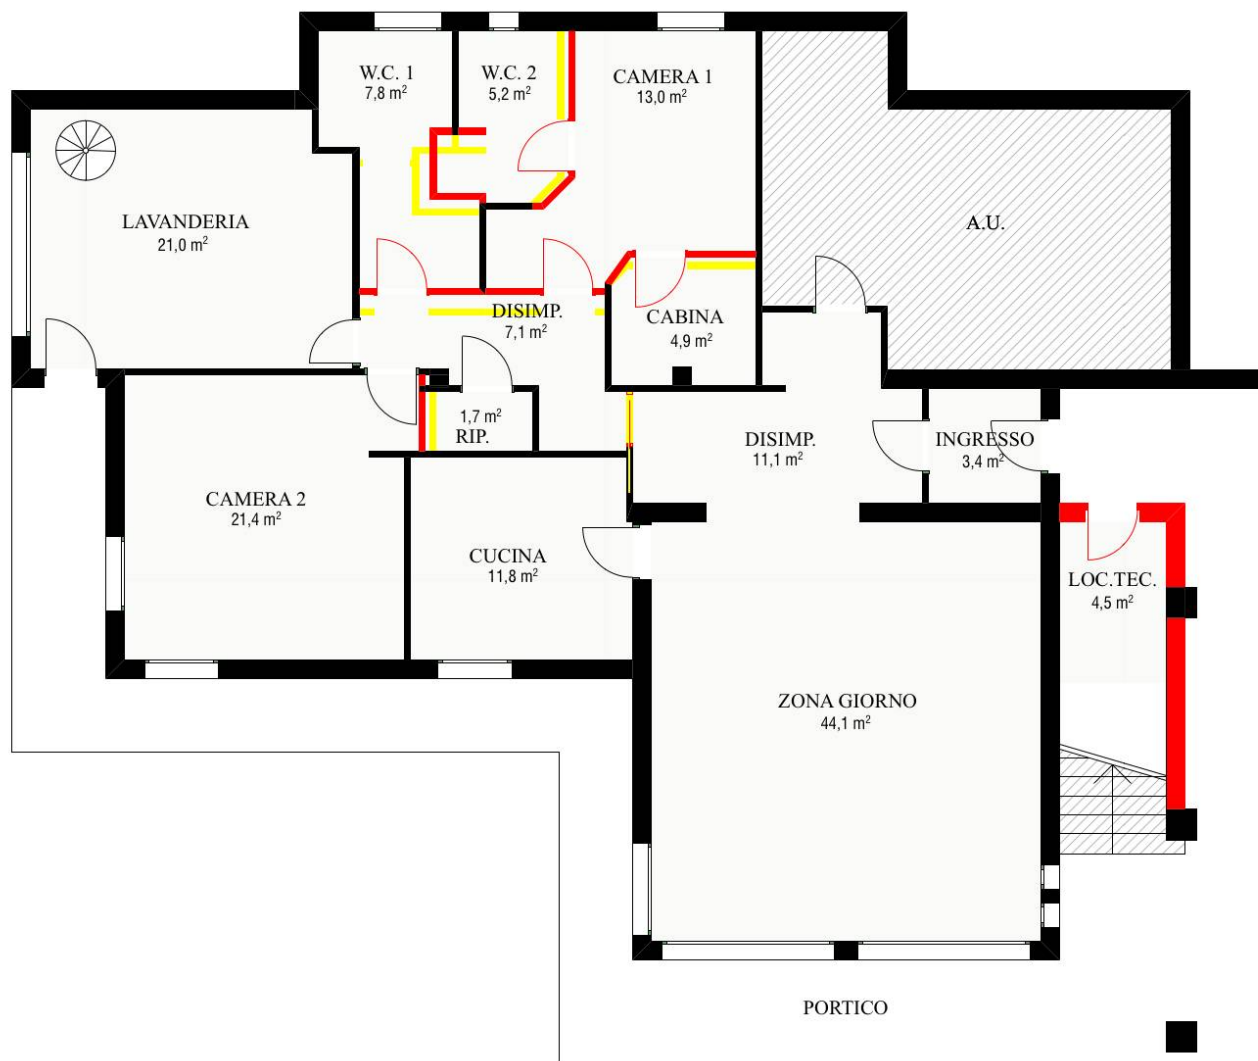 W.C. 1
7,8 m²
W.C. 2
5,2 m²
CAMERA 1
13,0 m²
LAVANDERIA
21,0 m²
A.U.
DISIMP.
7,1 m²
CABINA
4,9 m²
1,7 m²
RIP.
DISIMP.
11,1 m²
INGRESSO
3,4 m²
CAMERA 2
21,4 m²
CUCINA
11,8 m²
LOC.TEC.
4,5 m²
ZONA GIORNO
44,1 m²
PORTICO